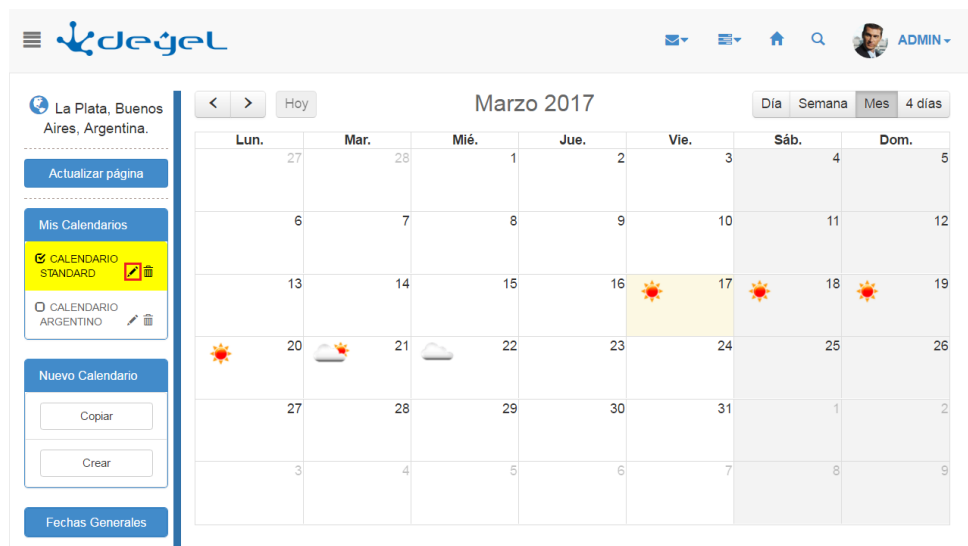 deyel
ADMIN
La Plata, Buenos
Aires, Argentina.
Actualizar página
Mis Calendarios
CALENDARIO
STANDARD
CALENDARIO
ARGENTINO
Nuevo Calendario
Copiar
Crear
Fechas Generales
Hoy
Marzo 2017
Día Semana Mes 4 días
Lun. Mar. Mié. Jue. Vie. Sáb. Dom.
27 28 1 2 3 4 5
6 7 8 9 10 11 12
13 14 15 16 17 18 19
20 21 22 23 24 25 26
27 28 29 30 31 1 2
3 4 5 6 7 8 9